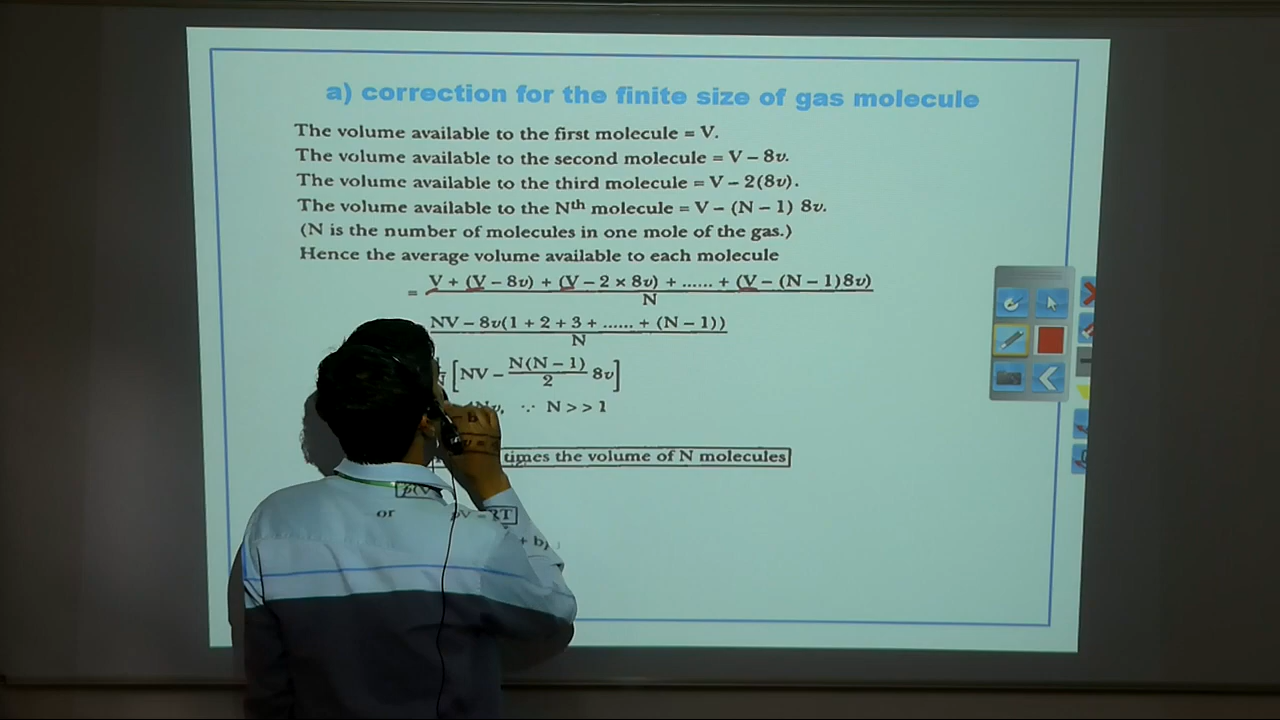 a) correction for the finite size of gas molecule
The volume available to the first molecule = V.
The volume available to the second molecule = V – 8v.
The volume available to the third molecule = V – 2(8v).
The volume available to the Nth molecule = V – (N – 1) 8v.
(N is the number of molecules in one mole of the gas.)
Hence the average volume available to each molecule
= V + (V – 8v) + (V – 2 × 8v) + ...... + (V – (N – 1)8v)
N
NV – 8v(1 + 2 + 3 + ...... + (N – 1))
N
[NV – N(N – 1)/2 8v]
4Nv, ∵ N >> 1
times the volume of N molecules
p(V
or pV = RT
+ b)